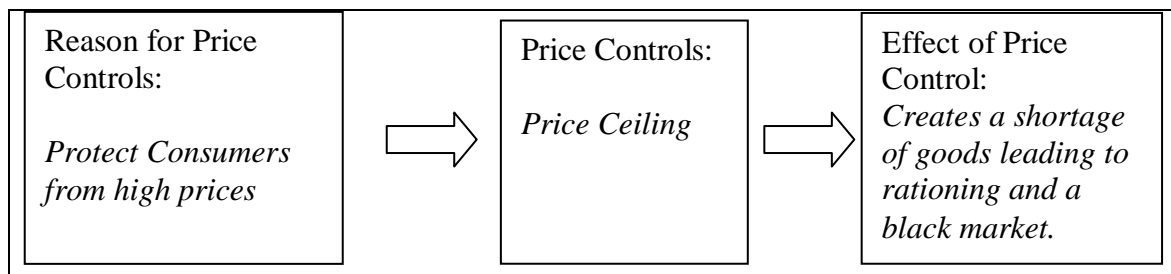 Reason for Price
Controls:
Protect Consumers
from high prices
Price Controls:
Price Ceiling
Effect of Price
Control:
Creates a shortage
of goods leading to
rationing and a
black market.